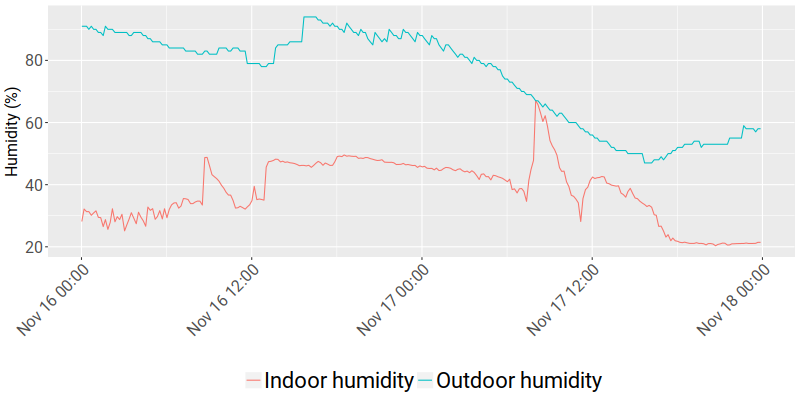 Humidity (%)
80
60
40
20
Nov 16 00:00
Nov 16 12:00
Nov 17 00:00
Nov 17 12:00
Nov 18 00:00
Indoor humidity
Outdoor humidity